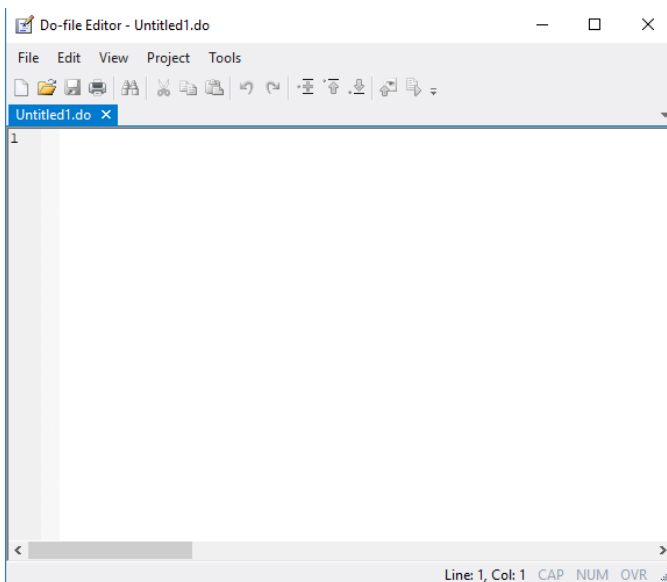 Do-file Editor - Untitled1.do
File Edit View Project Tools
Untitled1.do
1
Line: 1, Col: 1 CAP NUM OVR